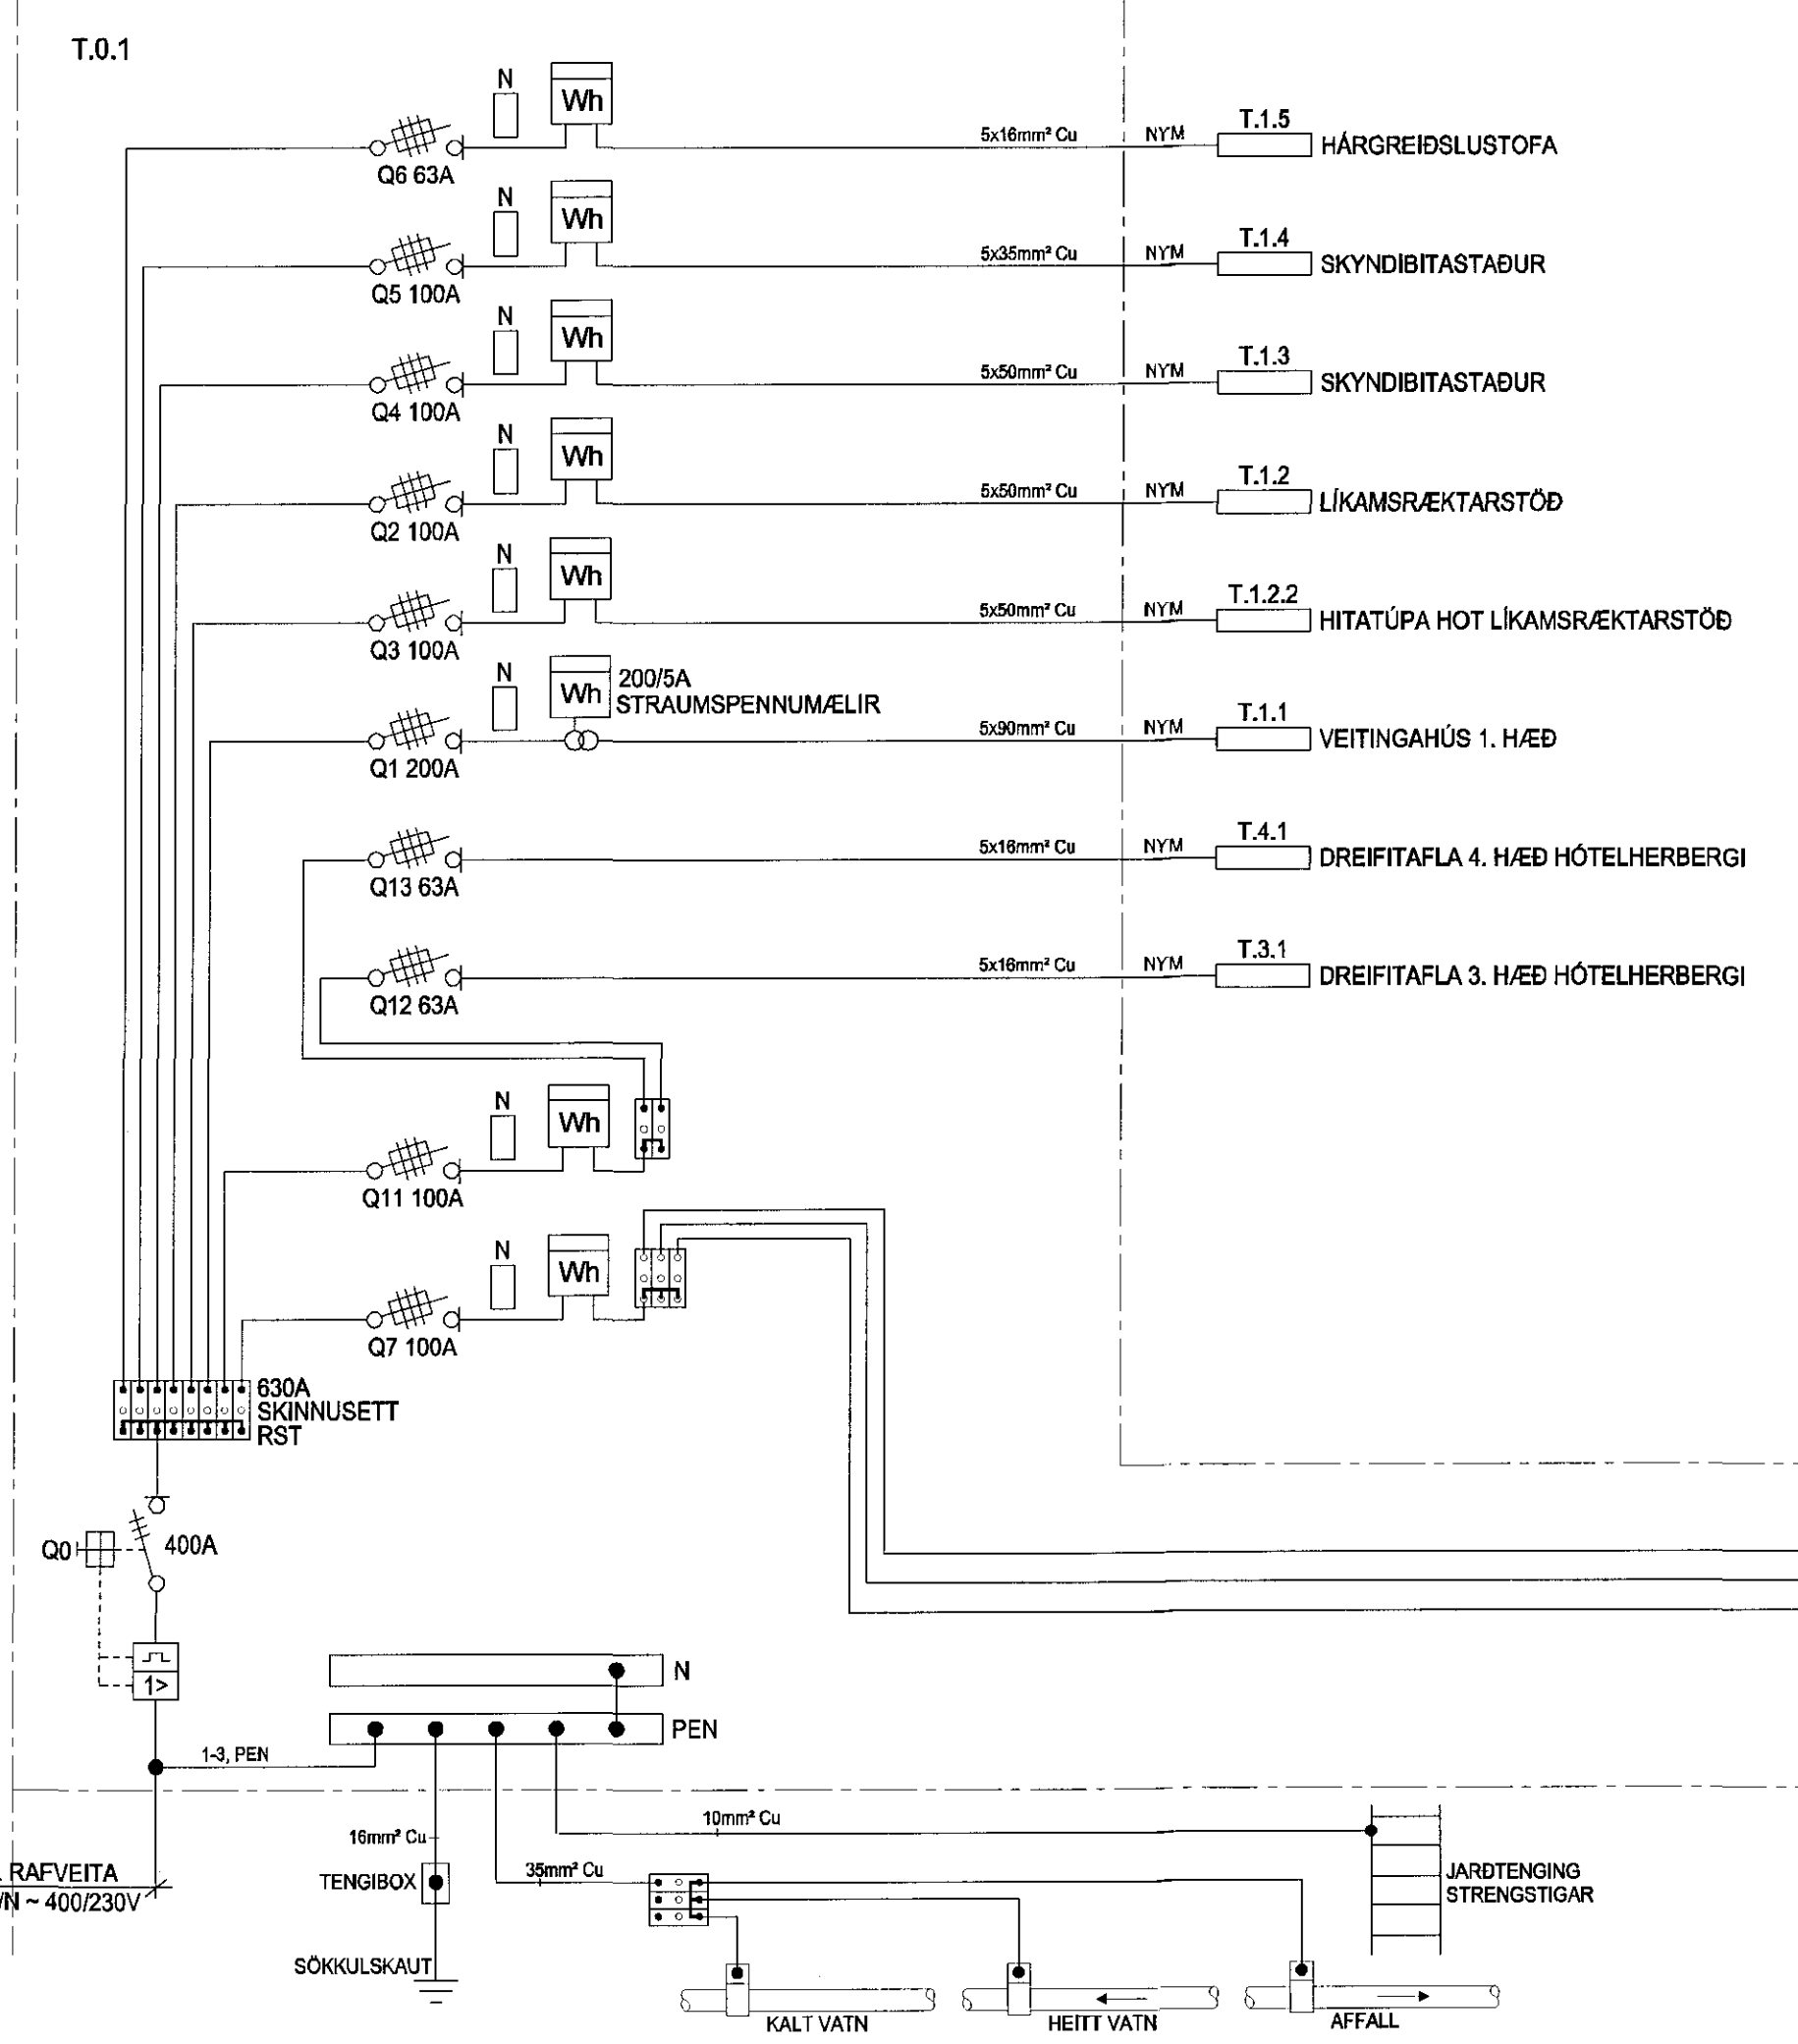 T.0.1
N
Wh
Q6 63A
5x16mm² Cu
NYM
T.1.5
HÁRGREIÐSLUSTOFA
N
Wh
Q5 100A
5x35mm² Cu
NYM
T.1.4
SKYNDIBITASTAÐUR
N
Wh
Q4 100A
5x50mm² Cu
NYM
T.1.3
SKYNDIBITASTAÐUR
N
Wh
Q2 100A
5x50mm² Cu
NYM
T.1.2
LÍKAMSRÆKTARSTÖÐ
N
Wh
Q3 100A
5x50mm² Cu
NYM
T.1.2.2
HITATÚPA HOT LÍKAMSRÆKTARSTÖÐ
N
Wh
200/5A
STRAUMSPENNUMÆLIR
Q1 200A
5x90mm² Cu
NYM
T.1.1
VEITINGAHÚS 1. HÆÐ
Q13 63A
5x16mm² Cu
NYM
T.4.1
DREIFITAFLA 4. HÆÐ HÓTELHERBERGI
Q12 63A
5x16mm² Cu
NYM
T.3.1
DREIFITAFLA 3. HÆÐ HÓTELHERBERGI
N
Wh
Q11 100A
N
Wh
Q7 100A
630A
SKINNUSETT
RST
Q0
400A
1>
N
PEN
1-3, PEN
10mm² Cu
16mm² Cu
35mm² Cu
TENGIBOX
RAFVEITA
/N ~ 400/230V
JARÐTENGING
STRENGSTIGAR
SÖKKULSKAUT
KALT VATN
HEITT VATN
AFFALL